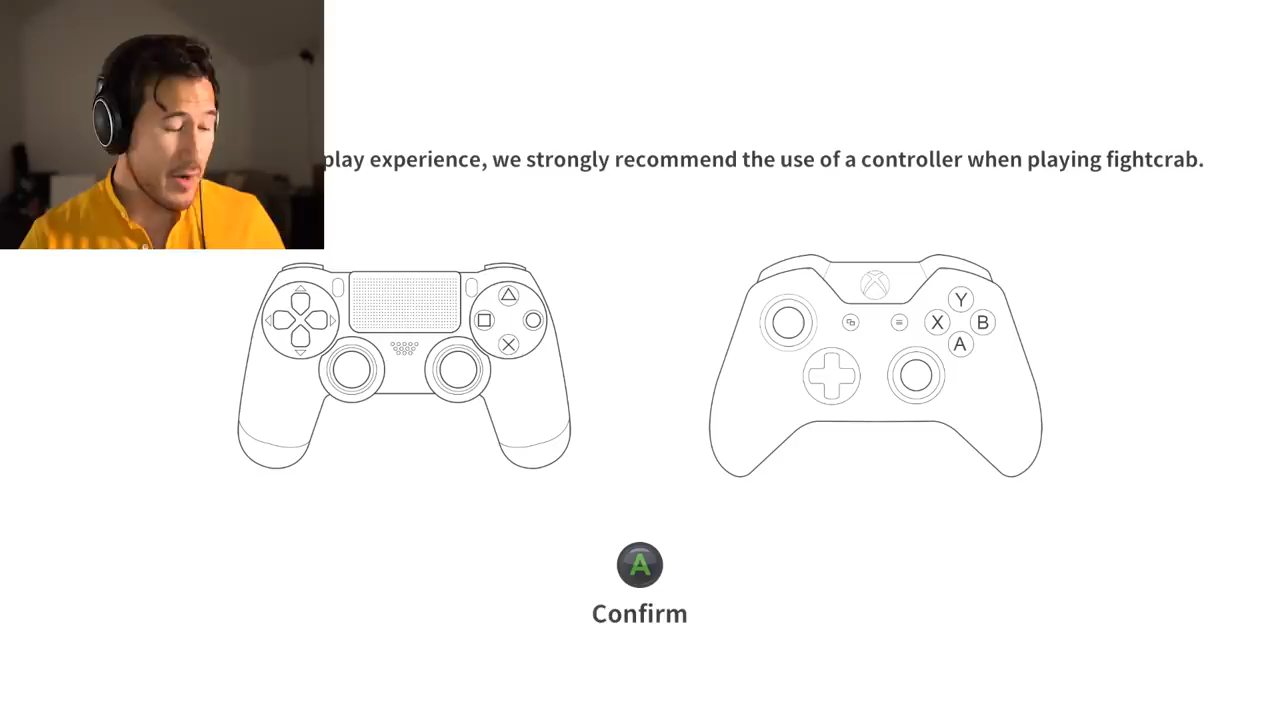 play experience, we strongly recommend the use of a controller when playing fightcrab.
Y
X B
A
A
Confirm